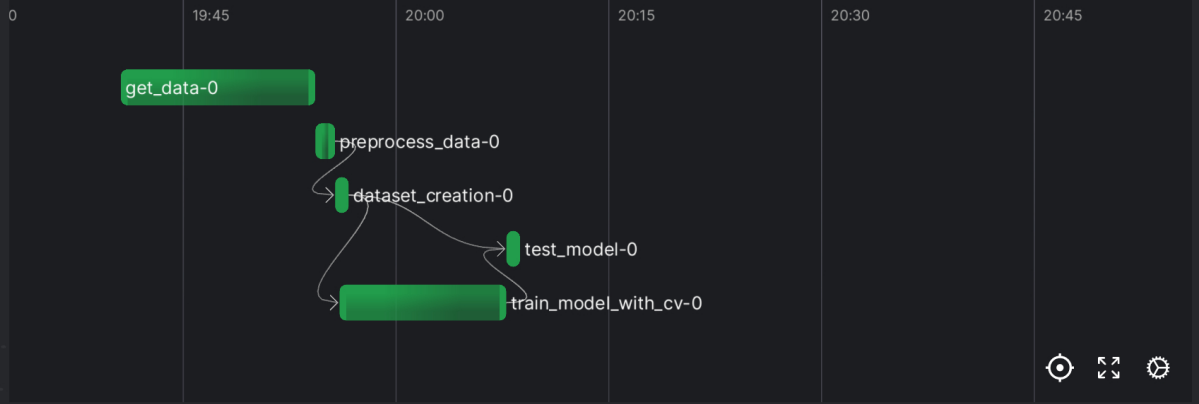 0 19:45 20:00 20:15 20:30 20:45
get_data-0
preprocess_data-0
dataset_creation-0
test_model-0
train_model_with_cv-0